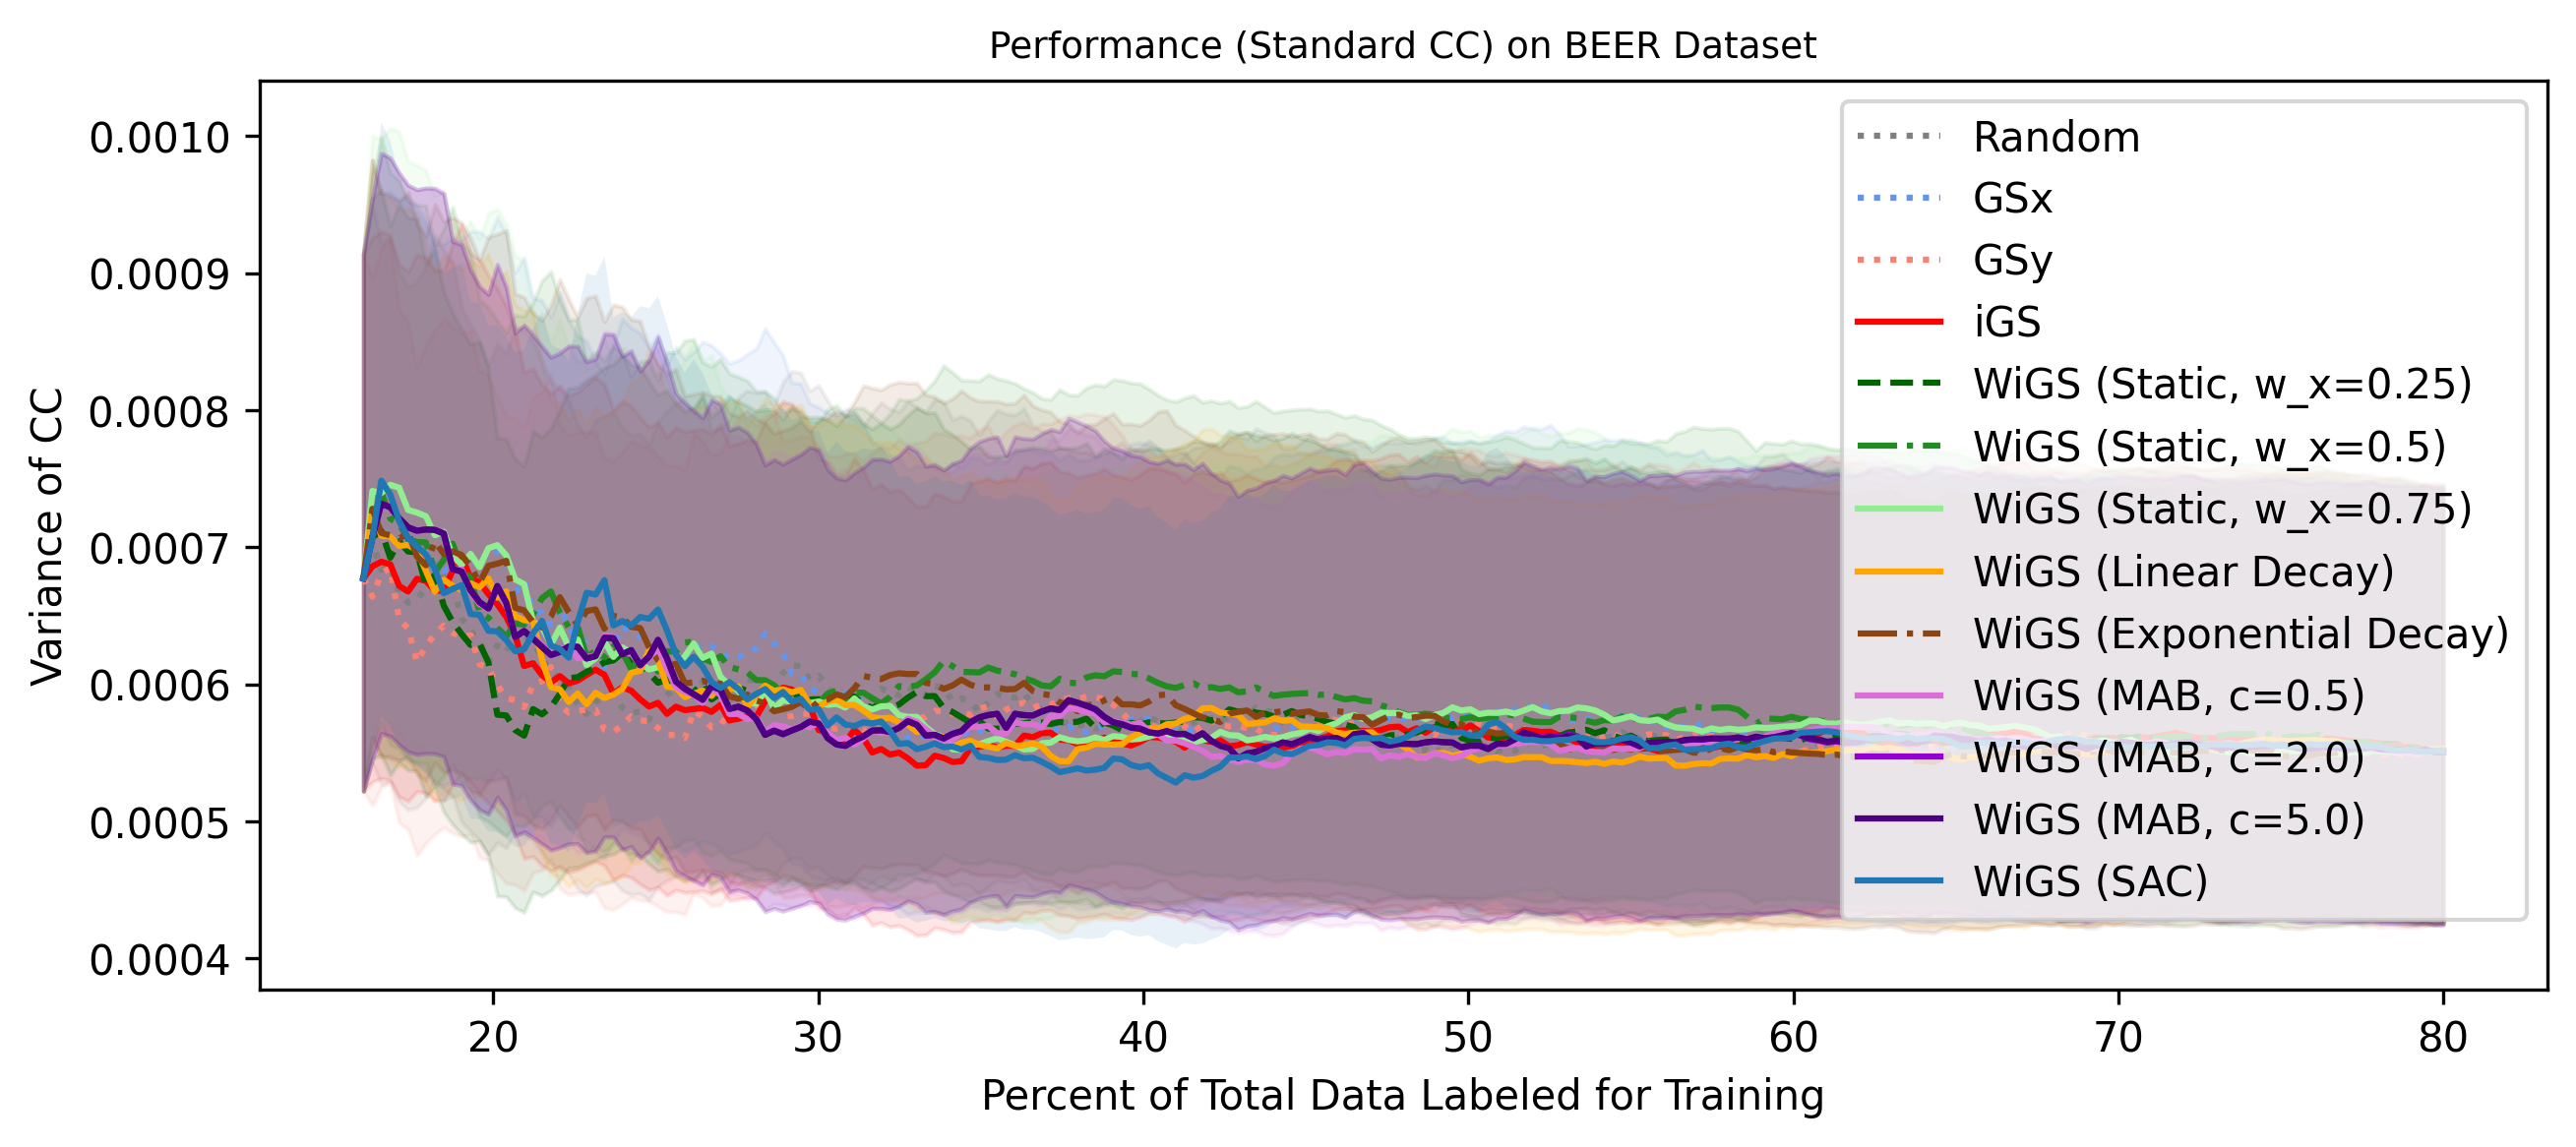 Performance (Standard CC) on BEER Dataset
Variance of CC
0.0010
0.0009
0.0008
0.0007
0.0006
0.0005
0.0004
Random
GSx
GSy
iGS
WiGS (Static, w_x=0.25)
WiGS (Static, w_x=0.5)
WiGS (Static, w_x=0.75)
WiGS (Linear Decay)
WiGS (Exponential Decay)
WiGS (MAB, c=0.5)
WiGS (MAB, c=2.0)
WiGS (MAB, c=5.0)
WiGS (SAC)
20 30 40 50 60 70 80
Percent of Total Data Labeled for Training